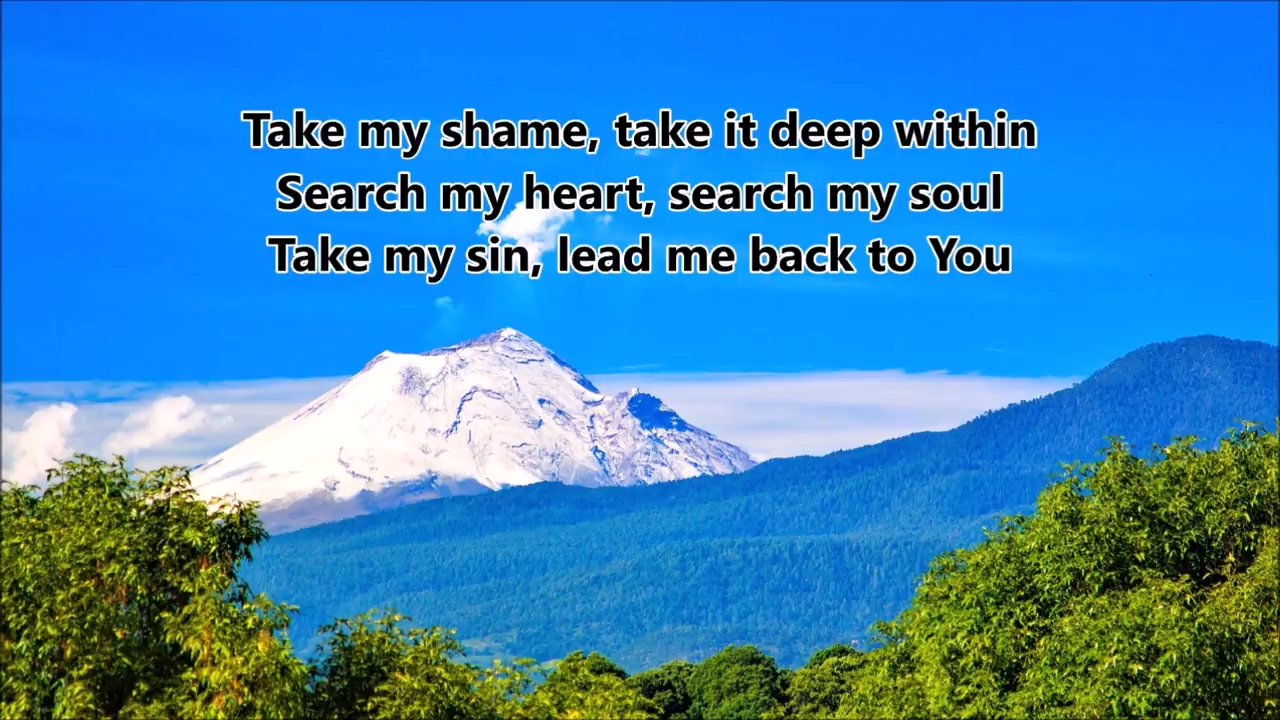 Take my shame, take it deep within
Search my heart, search my soul
Take my sin, lead me back to You